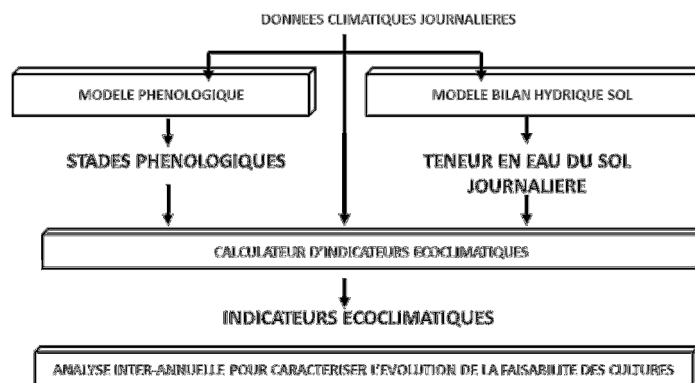 DONNEES CLIMATIQUES JOURNALIERES
MODELE PHENOLOGIQUE
MODELE BILAN HYDRIQUE SOL
STADES PHENOLOGIQUES
TENEUR EN EAU DU SOL
JOURNALIERE
CALCULATEUR D'INDICATEURS ECOCLIMATIQUES
INDICATEURS ECOCLIMATIQUES
ANALYSE INTER-ANNUELLE POUR CARACTERISER L'EVOLUTION DE LA FAISABILITE DES CULTURES